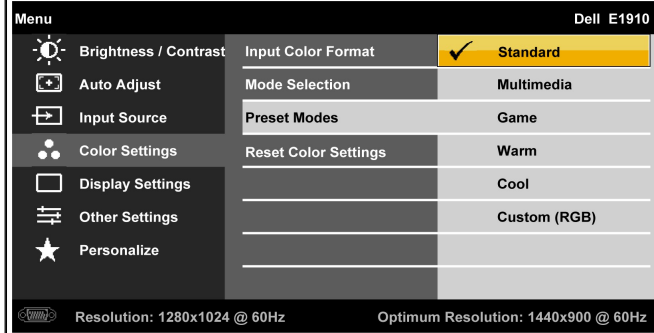 Menu Dell E1910
Brightness / Contrast Input Color Format Standard
Auto Adjust Mode Selection Multimedia
Input Source Preset Modes Game
Color Settings Reset Color Settings Warm
Display Settings Cool
Other Settings Custom (RGB)
Personalize
Resolution: 1280x1024 @ 60Hz Optimum Resolution: 1440x900 @ 60Hz